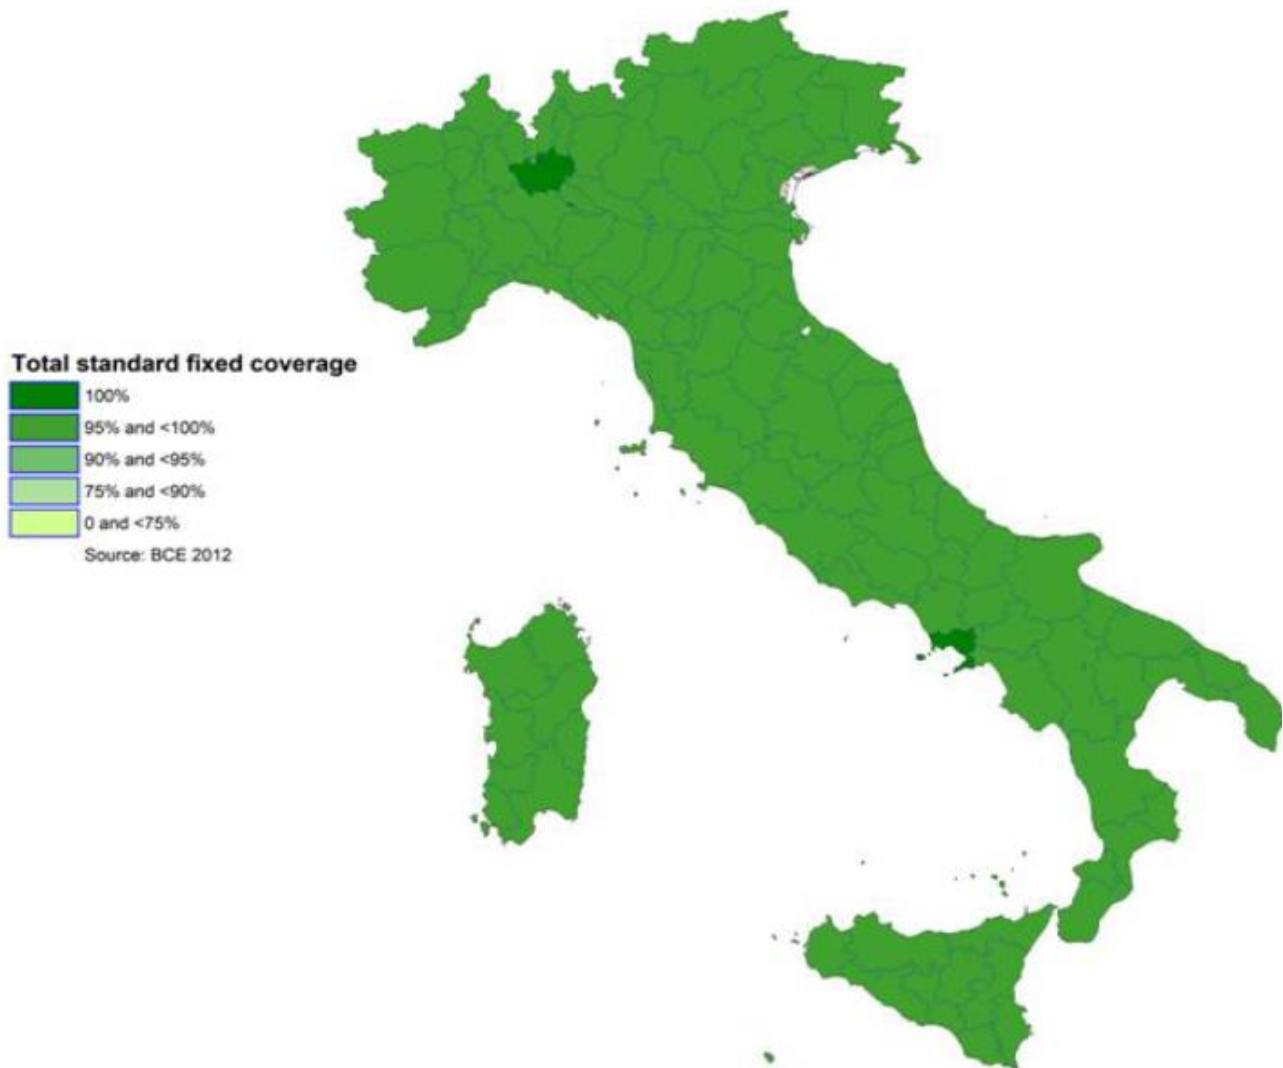 Total standard fixed coverage
100%
95% and <100%
90% and <95%
75% and <90%
0 and <75%
Source: BCE 2012